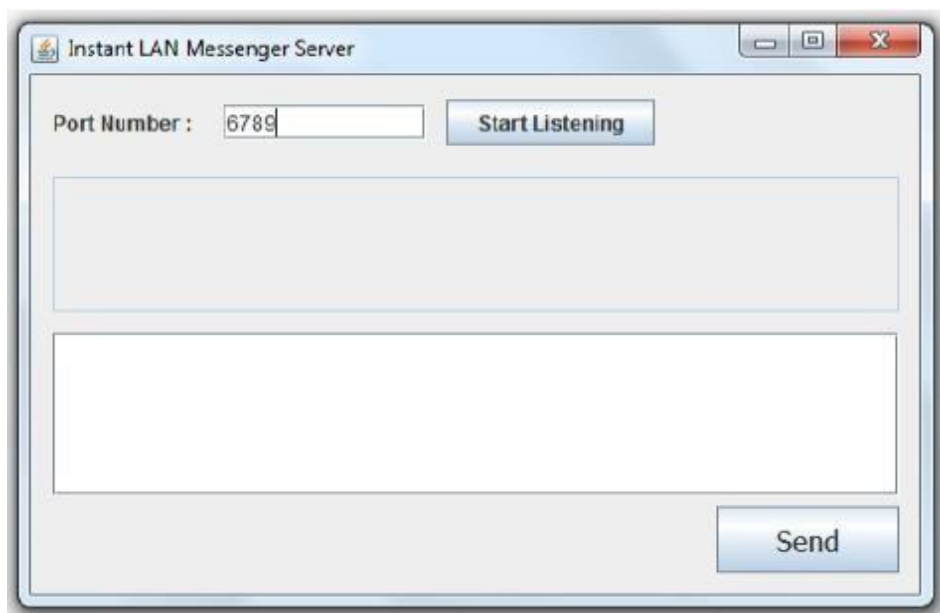 Instant LAN Messenger Server
Port Number : 6789 Start Listening
Send